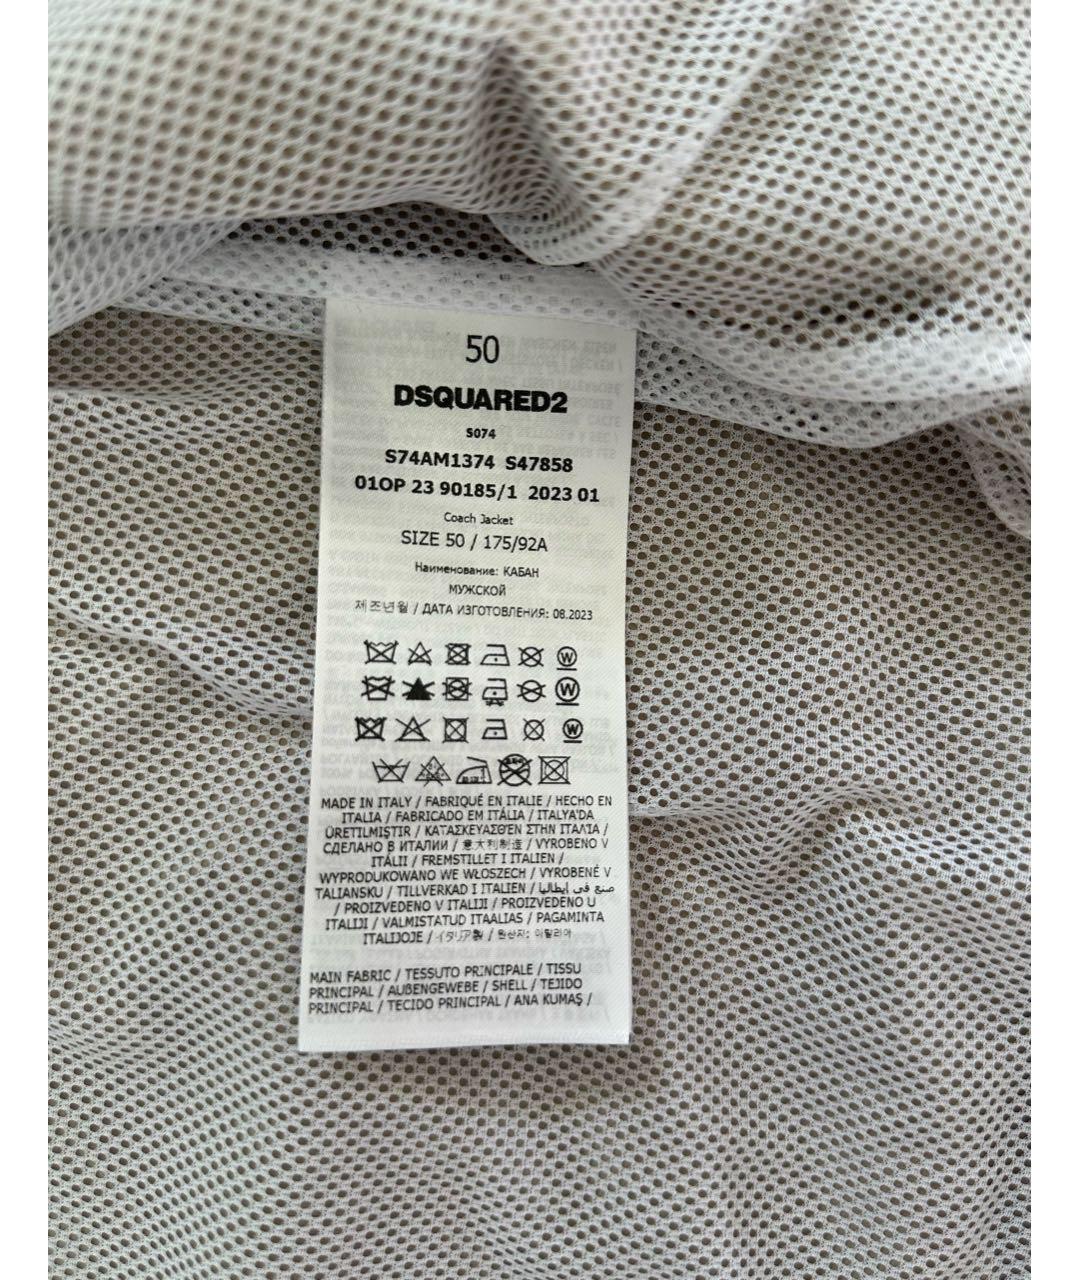 50
DSQUARED2
S074
S74AM1374 S47858
01OP 23 90185/1 2023 01
Coach Jacket
SIZE 50 / 175/92A
Наименование: КАБАН
МУЖСКОЙ
제조년월 / ДАТА ИЗГОТОВЛЕНИЯ: 08.2023
MADE IN ITALY / FABRIQUÉ EN ITALIE / HECHO EN
ITALIA / FABRICADO EM ITÁLIA / ITALYA'DA
ÜRETILMIŞTIR / ΚΑΤΑΣΚΕΥΑΣΘΕΝ ΣΤΗΝ ΙΤΑΛΙΑ /
СДЕЛАНО В ИТАЛИИ / 意大利制造 / VYROBENO V
ITÁLII / FREMSTILLET I ITALIEN /
WYPRODUKOWANO WE WŁOSZECH / VYROBENÉ V
TALIANSKU / TILLVERKAD I ITALIEN / صنع في إيطاليا
/ PROIZVEDENO V ITALIJI / PROIZVEDENO U
ITALIJI / VALMISTATUD ITAALIAS / PAGAMINTA
ITALIJOJE / イタリア製 / 원산지: 이탈리아
MAIN FABRIC / TESSUTO PRINCIPALE / TISSU
PRINCIPAL / AUßENGEWEBE / SHELL / TEJIDO
PRINCIPAL / TECIDO PRINCIPAL / ANA KUMAŞ /